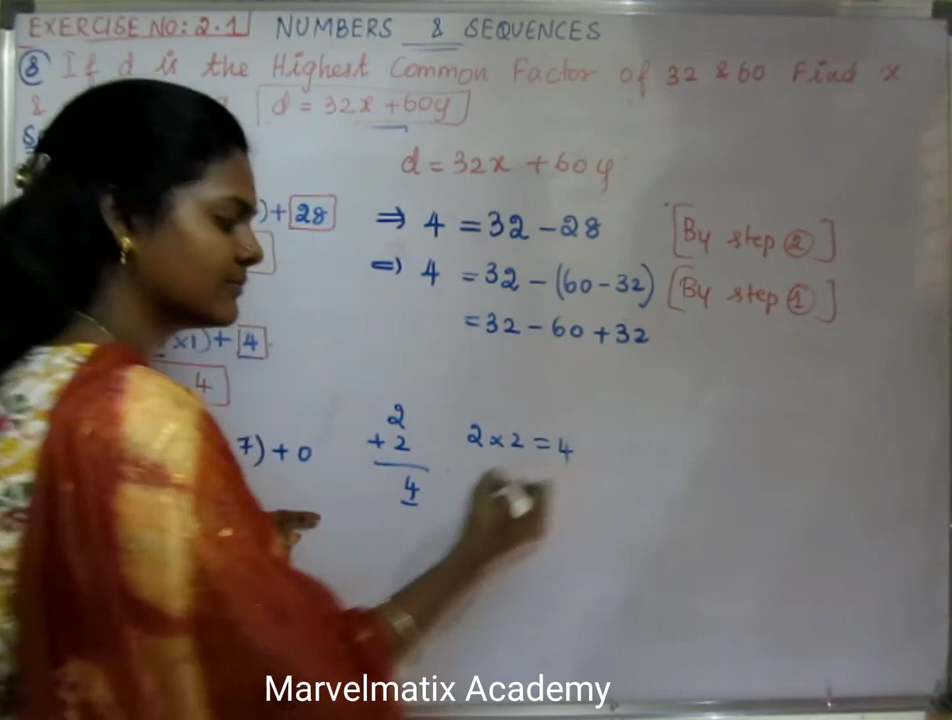 EXERCISE NO: 2.1 NUMBERS & SEQUENCES
8 If d is the Highest Common Factor of 32 & 60 Find x
& d = 32x + 60y
d = 32x + 60y
)+ 28 ⇒ 4 = 32 - 28 [By step 2]
⇒ 4 = 32 - (60 - 32) [By step 1]
= 32 - 60 + 32
x1) + 4
4
2
+ 2 2 x 2 = 4
7) + 0
4
Marvelmatix Academy